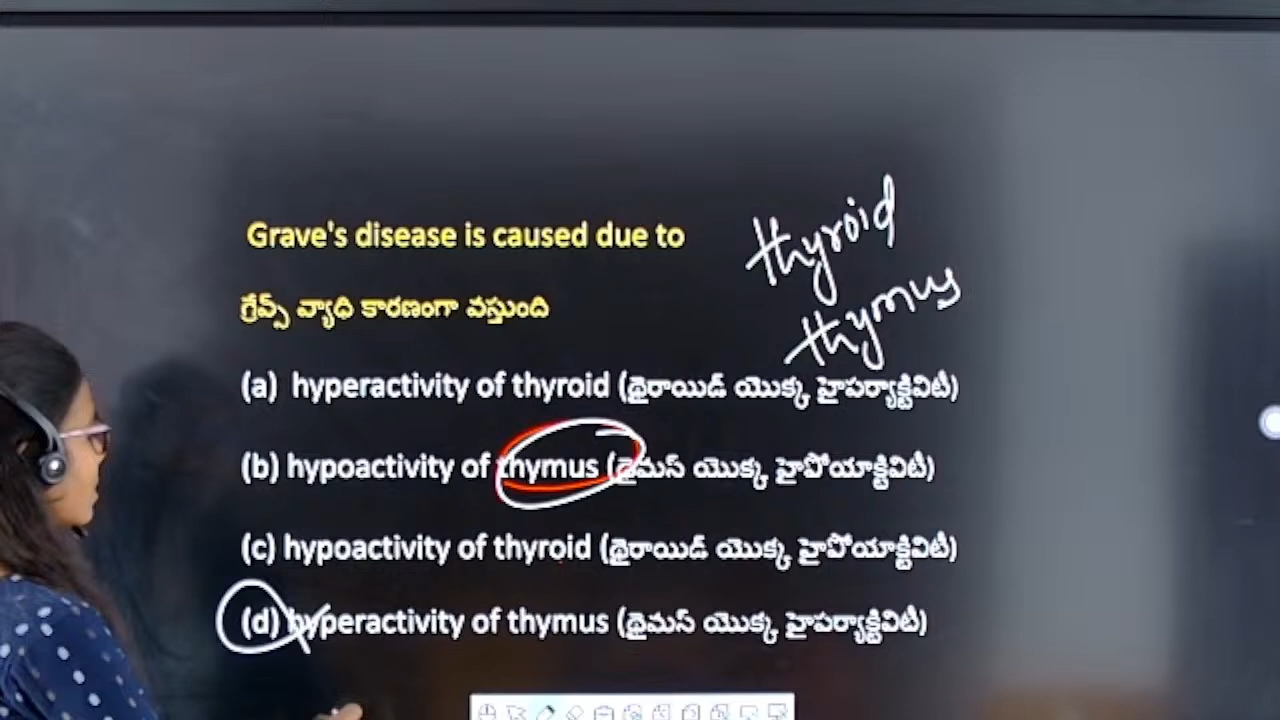 Grave's disease is caused due to
గ్రేవ్స్ వ్యాధి కారణంగా వస్తుంది
thyroid
thymus
(a) hyperactivity of thyroid (థైరాయిడ్ యొక్క హైపర్యాక్టివిటీ)
(b) hypoactivity of thymus (థైమస్ యొక్క హైపోయాక్టివిటీ)
(c) hypoactivity of thyroid (థైరాయిడ్ యొక్క హైపోయాక్టివిటీ)
(d) hyperactivity of thymus (థైమస్ యొక్క హైపర్యాక్టివిటీ)